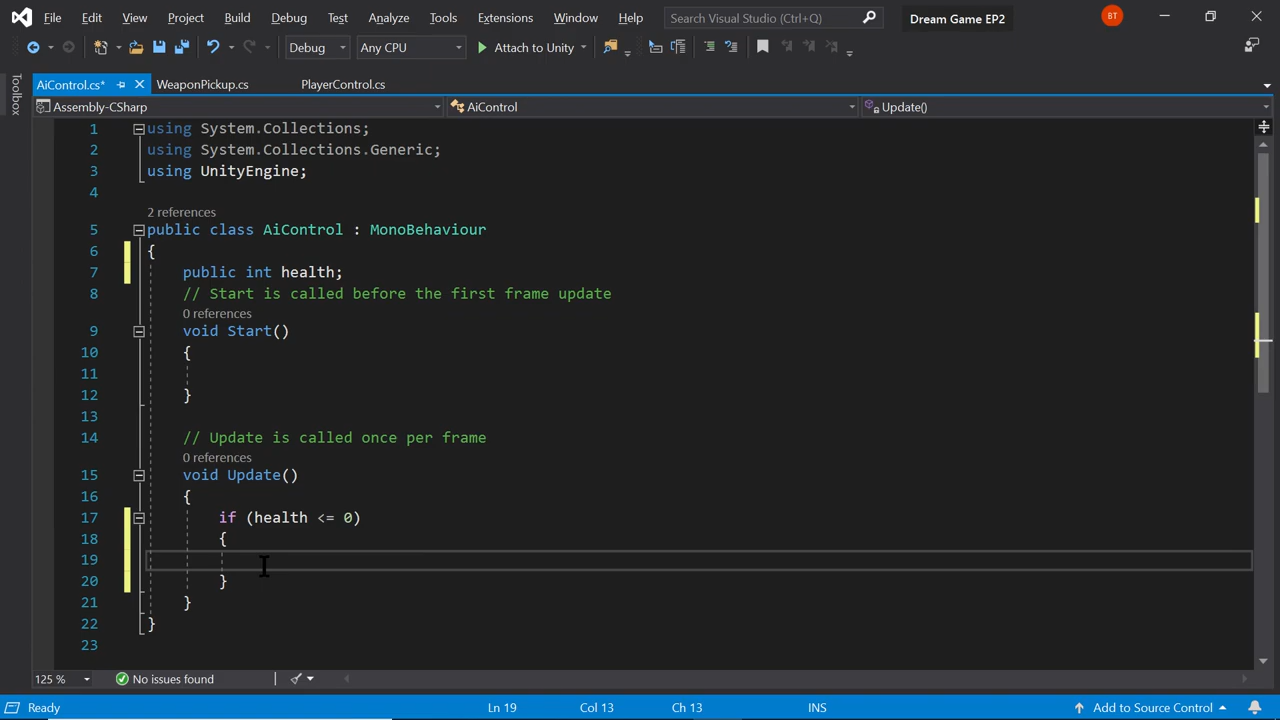 File Edit View Project Build Debug Test Analyze Tools Extensions Window Help Search Visual Studio (Ctrl+Q) Dream Game EP2 BT
Debug Any CPU Attach to Unity
AiControl.cs* WeaponPickup.cs PlayerControl.cs
Toolbox
Assembly-CSharp AiControl Update()
1 using System.Collections;
2 using System.Collections.Generic;
3 using UnityEngine;
4
2 references
5 public class AiControl : MonoBehaviour
6 {
7 public int health;
8 // Start is called before the first frame update
0 references
9 void Start()
10 {
11
12 }
13
14 // Update is called once per frame
0 references
15 void Update()
16 {
17 if (health <= 0)
18 {
19
20 }
21 }
22 }
23
125 % No issues found
Ready Ln 19 Col 13 Ch 13 INS Add to Source Control